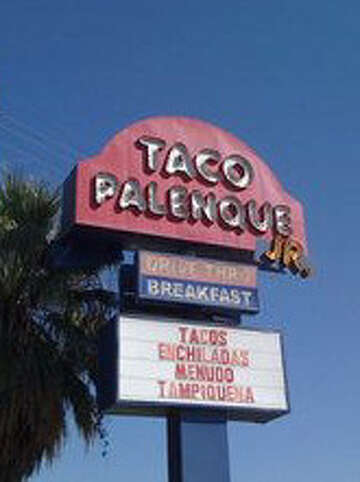 TACO
PALENQUE
JR.
DRIVE THRU
BREAKFAST
TACOS
ENCHILADAS
MENUDO
TAMPIQUENA